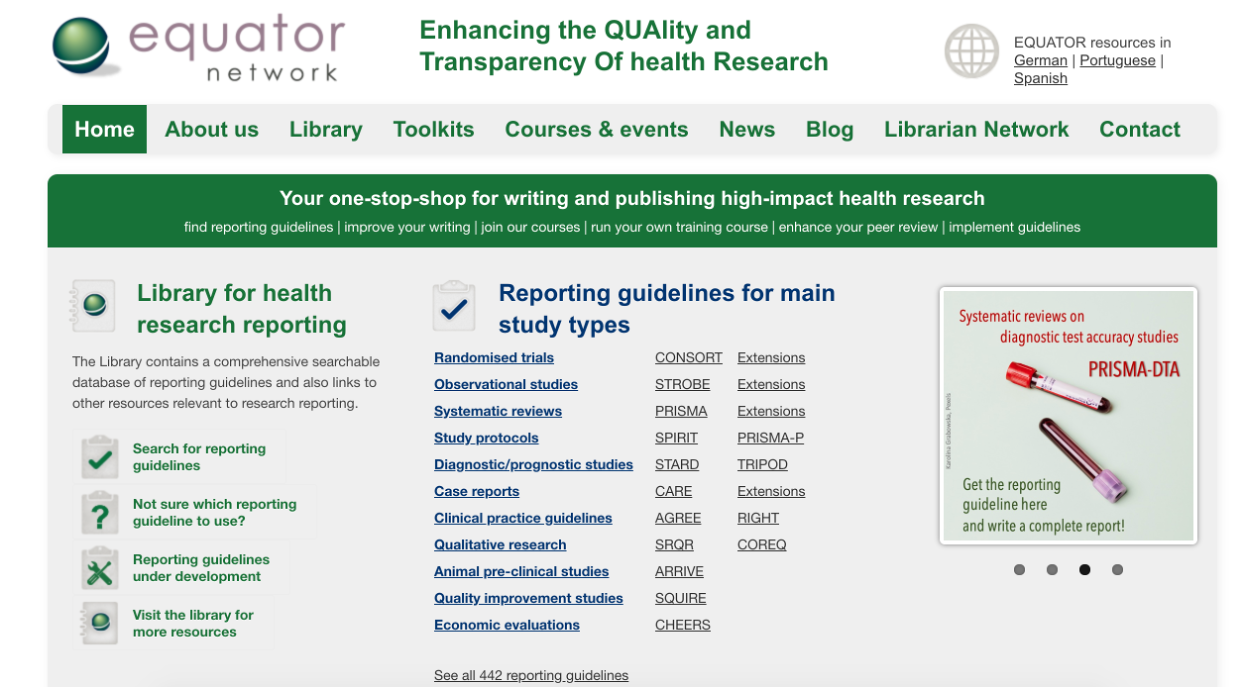 equator
network
Enhancing the QUAlity and
Transparency Of health Research
EQUATOR resources in
German | Portuguese |
Spanish
Home About us Library Toolkits Courses & events News Blog Librarian Network Contact
Your one-stop-shop for writing and publishing high-impact health research
find reporting guidelines | improve your writing | join our courses | run your own training course | enhance your peer review | implement guidelines
Library for health
research reporting
The Library contains a comprehensive searchable
database of reporting guidelines and also links to
other resources relevant to research reporting.
Search for reporting
guidelines
Not sure which reporting
guideline to use?
Reporting guidelines
under development
Visit the library for
more resources
Reporting guidelines for main
study types
Randomised trials CONSORT Extensions
Observational studies STROBE Extensions
Systematic reviews PRISMA Extensions
Study protocols SPIRIT PRISMA-P
Diagnostic/prognostic studies STARD TRIPOD
Case reports CARE Extensions
Clinical practice guidelines AGREE RIGHT
Qualitative research SRQR COREQ
Animal pre-clinical studies ARRIVE
Quality improvement studies SQUIRE
Economic evaluations CHEERS
See all 442 reporting guidelines
Systematic reviews on
diagnostic test accuracy studies
PRISMA-DTA
Get the reporting
guideline here
and write a complete report!